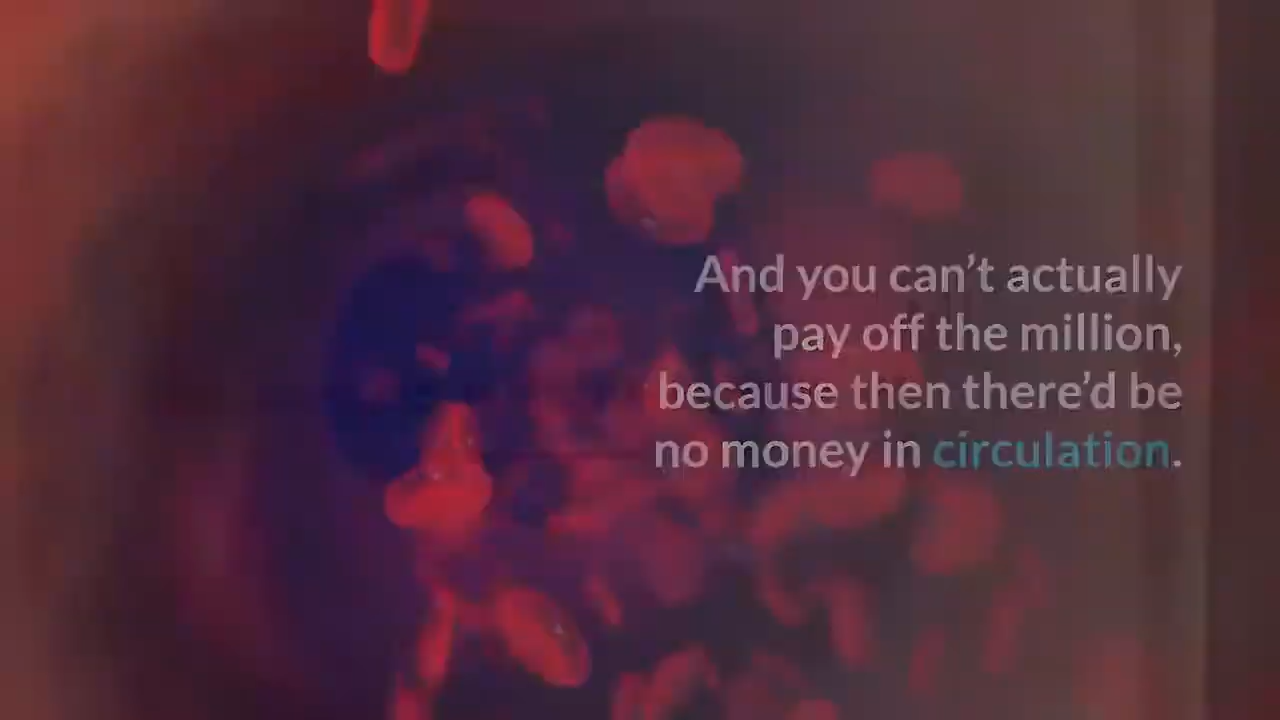 And you can’t actually
pay off the million,
because then there’d be
no money in circulation.